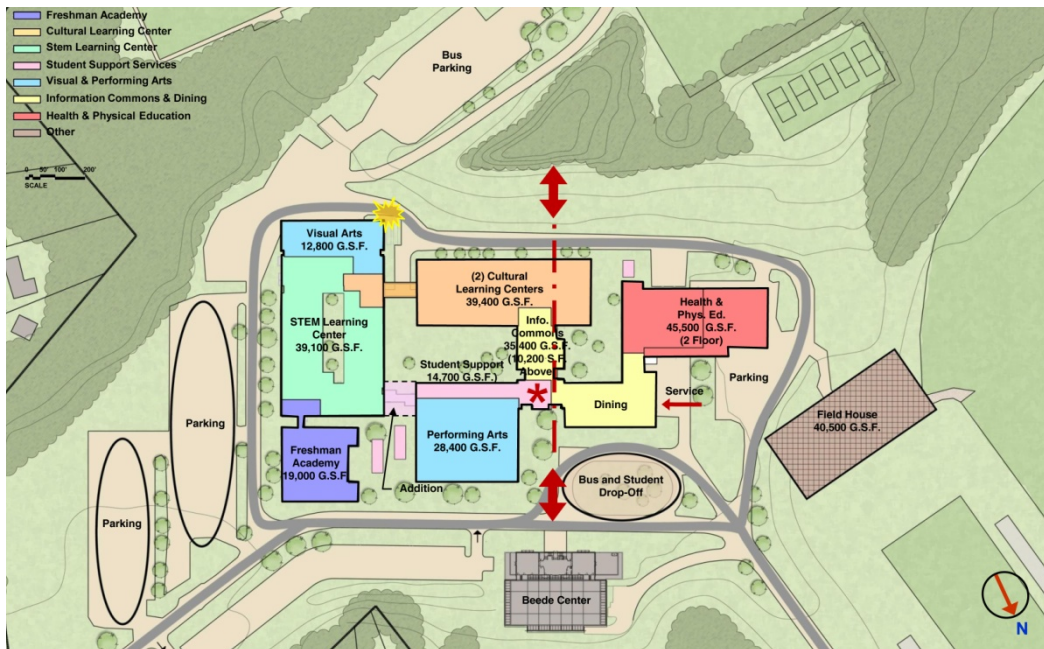 Freshman Academy
Cultural Learning Center
Stem Learning Center
Student Support Services
Visual & Performing Arts
Information Commons & Dining
Health & Physical Education
Other
0 50' 100' 200'
SCALE
Bus
Parking
Visual Arts
12,800 G.S.F.
(2) Cultural
Learning Centers
39,400 G.S.F.
STEM Learning
Center
39,100 G.S.F.
Info.
Commons
35,400 G.S.F.
(10,200 S.F.
Above)
Health &
Phys. Ed.
45,500 G.S.F.
(2 Floor)
Student Support
14,700 G.S.F.)
Parking
Service
Parking
*
Dining
Field House
40,500 G.S.F.
Performing Arts
28,400 G.S.F.
Freshman
Academy
19,000 G.S.F.
Addition
Bus and Student
Drop-Off
Parking
Beede Center
N